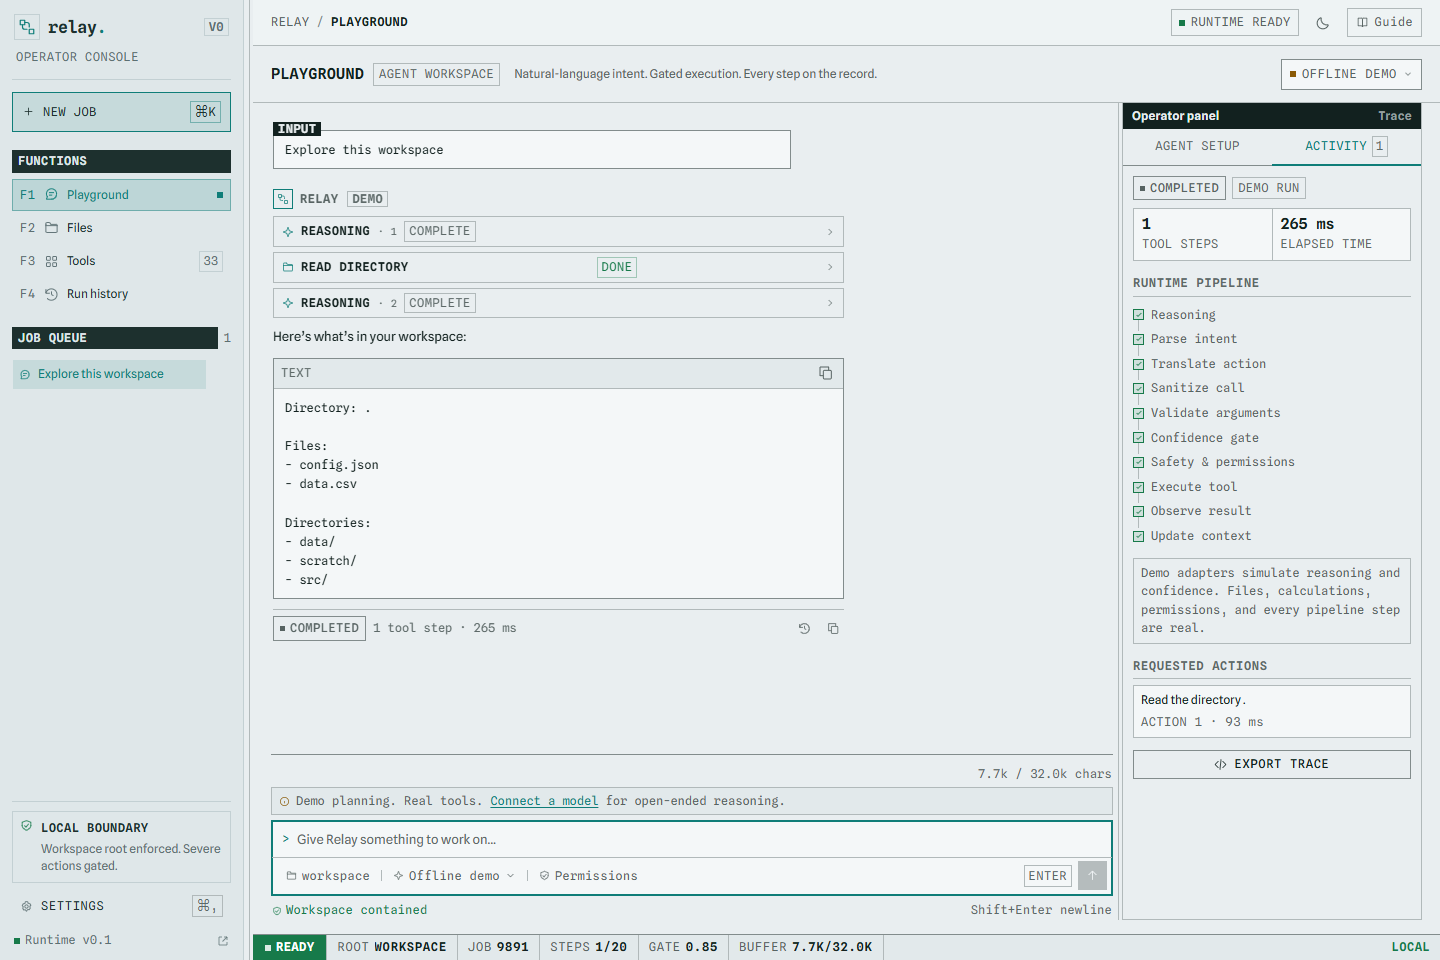 relay.
V0
OPERATOR CONSOLE
+ NEW JOB ⌘K
FUNCTIONS
F1 Playground
F2 Files
F3 Tools 33
F4 Run history
JOB QUEUE 1
Explore this workspace
LOCAL BOUNDARY
Workspace root enforced. Severe
actions gated.
SETTINGS ⌘,
Runtime v0.1
RELAY / PLAYGROUND
RUNTIME READY
Guide
PLAYGROUND AGENT WORKSPACE Natural-language intent. Gated execution. Every step on the record.
OFFLINE DEMO
INPUT
Explore this workspace
RELAY DEMO
REASONING · 1 COMPLETE
READ DIRECTORY DONE
REASONING · 2 COMPLETE
Here’s what’s in your workspace:
TEXT
Directory: .
Files:
- config.json
- data.csv
Directories:
- data/
- scratch/
- src/
COMPLETED 1 tool step · 265 ms
7.7k / 32.0k chars
Demo planning. Real tools. Connect a model for open-ended reasoning.
> Give Relay something to work on...
workspace | Offline demo | Permissions
ENTER
Workspace contained
Shift+Enter newline
Operator panel Trace
AGENT SETUP ACTIVITY 1
COMPLETED DEMO RUN
1
TOOL STEPS
265 ms
ELAPSED TIME
RUNTIME PIPELINE
Reasoning
Parse intent
Translate action
Sanitize call
Validate arguments
Confidence gate
Safety & permissions
Execute tool
Observe result
Update context
Demo adapters simulate reasoning and
confidence. Files, calculations,
permissions, and every pipeline step
are real.
REQUESTED ACTIONS
Read the directory .
ACTION 1 · 93 ms
EXPORT TRACE
READY ROOT WORKSPACE JOB 9891 STEPS 1/20 GATE 0.85 BUFFER 7.7K/32.0K LOCAL